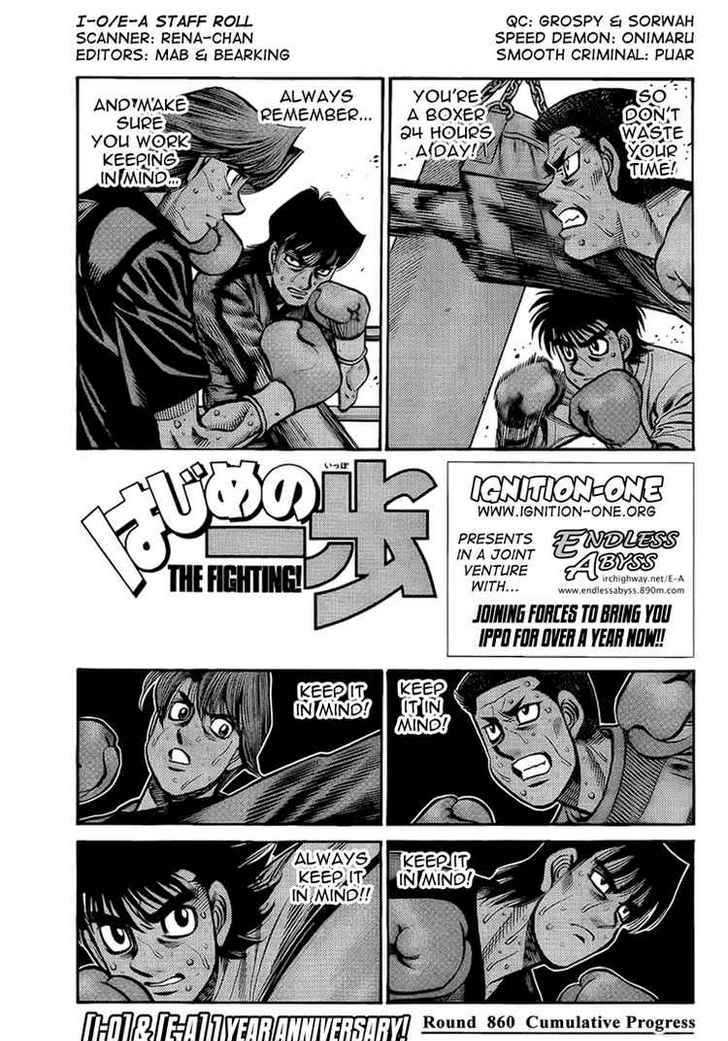 I-O/E-A STAFF ROLL
SCANNER: RENA-CHAN
EDITORS: MAB & BEARKING
QC: GROSPY & SORWAH
SPEED DEMON: ONIMARU
SMOOTH CRIMINAL: PUAR
SO
DON'T
WASTE
YOUR
TIME!
YOU'RE
A BOXER
24 HOURS
A DAY!
ALWAYS
REMEMBER...
AND MAKE
SURE
YOU WORK
KEEPING
IN MIND...
はじめの一歩
いっぽ
THE FIGHTING!
IGNITION-ONE
WWW.IGNITION-ONE.ORG
PRESENTS
IN A JOINT
VENTURE
WITH...
ENDLESS
ABYSS
irchighway.net/E-A
www.endlessabyss.890m.com
JOINING FORCES TO BRING YOU
IPPO FOR OVER A YEAR NOW!!
KEEP IT
IN MIND!
KEEP
IT IN
MIND!
KEEP IT
IN MIND!
ALWAYS
KEEP IT
IN MIND!!
[I-O] & [E-A] 1 YEAR ANNIVERSARY!
Round 860 Cumulative Progress